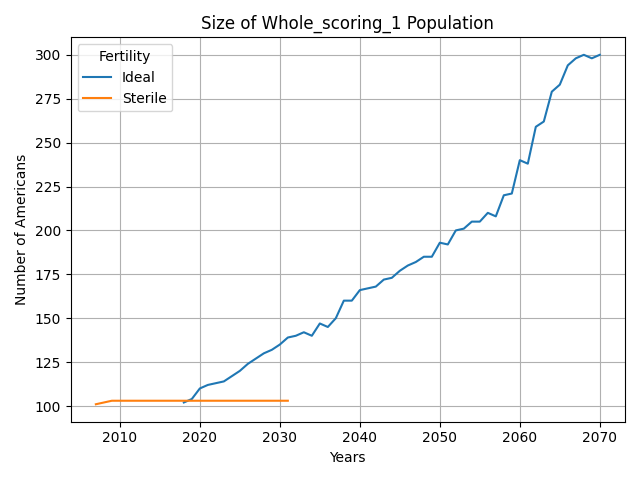 Size of Whole_scoring_1 Population
Fertility
Ideal
Sterile
Number of Americans
300
275
250
225
200
175
150
125
100
2010 2020 2030 2040 2050 2060 2070
Years